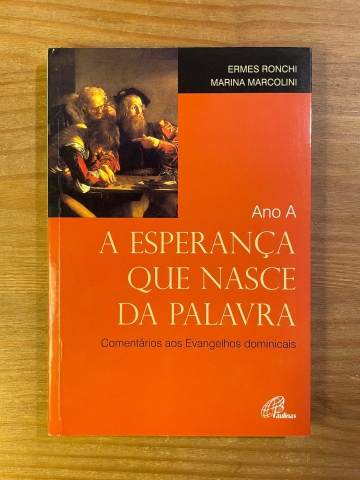 ERMES RONCHI
MARINA MARCOLINI
Ano A
A ESPERANÇA
QUE NASCE
DA PALAVRA
Comentários aos Evangelhos dominicais
Paulinas